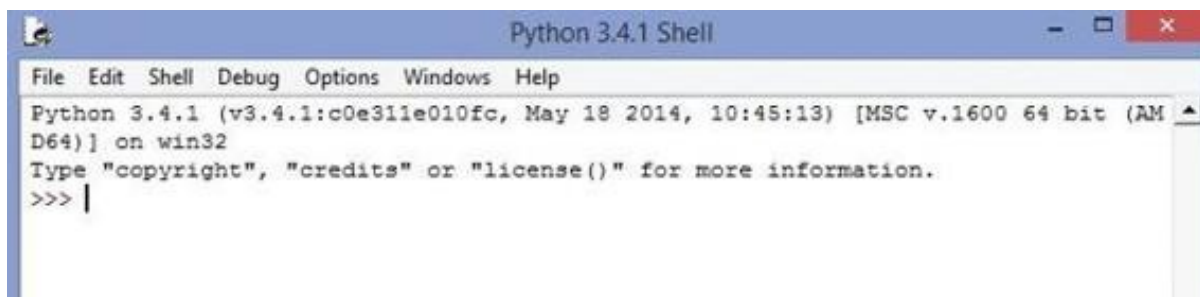 Python 3.4.1 Shell
File Edit Shell Debug Options Windows Help
Python 3.4.1 (v3.4.1:c0e311e010fc, May 18 2014, 10:45:13) [MSC v.1600 64 bit (AM
D64)] on win32
Type "copyright", "credits" or "license()" for more information.
>>>